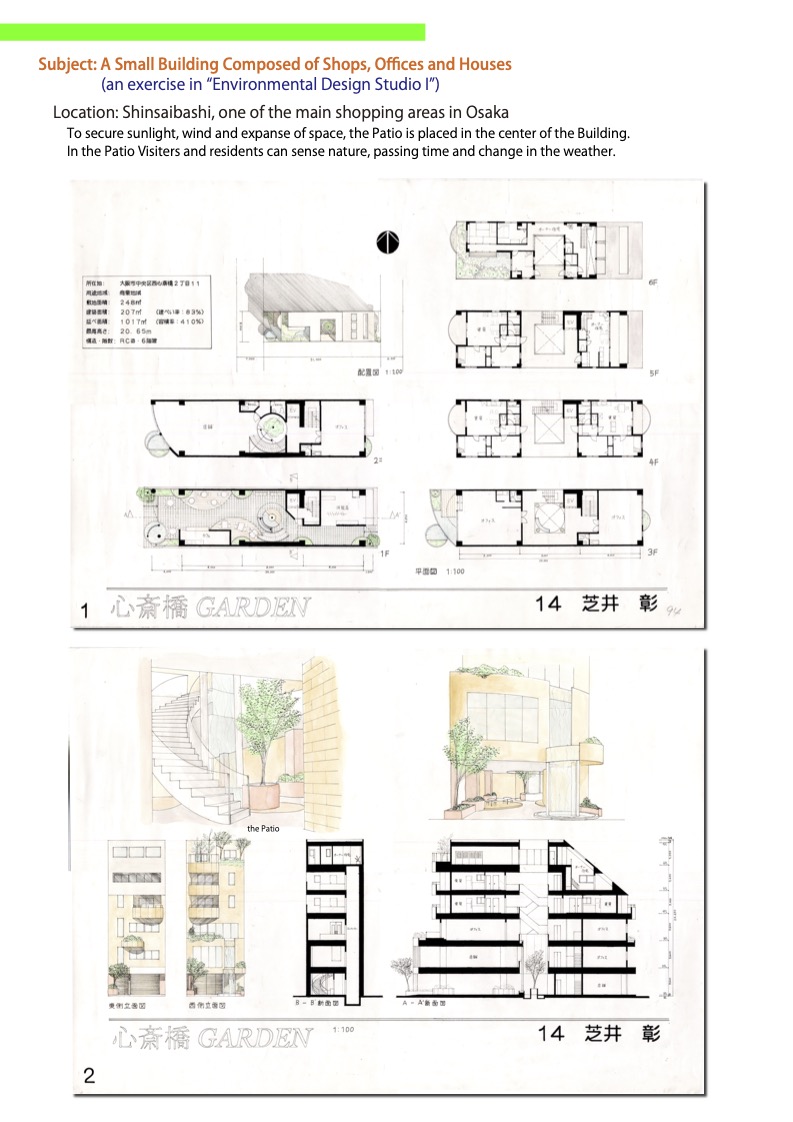 Subject: A Small Building Composed of Shops, Offices and Houses
(an exercise in “Environmental Design Studio I”)
Location: Shinsaibashi, one of the main shopping areas in Osaka
To secure sunlight, wind and expanse of space, the Patio is placed in the center of the Building.
In the Patio Visiters and residents can sense nature, passing time and change in the weather.
所在地: 大阪市中央区西心斎橋2丁目11
用途地域: 商業地域
敷地面積: 248㎡
建築面積: 207㎡ (建ぺい率:83%)
延べ面積: 1017㎡ (容積率:410%)
最高高さ: 20.65m
構造・階数: RC造・6階建
配置図 1:100
6F
5F
4F
3F
1F
平面図 1:100
1 心斎橋 GARDEN 14 芝井 彰 94
the Patio
東側立面図
西側立面図
B-B'断面図
A-A'断面図
心斎橋 GARDEN 1:100 14 芝井 彰
2